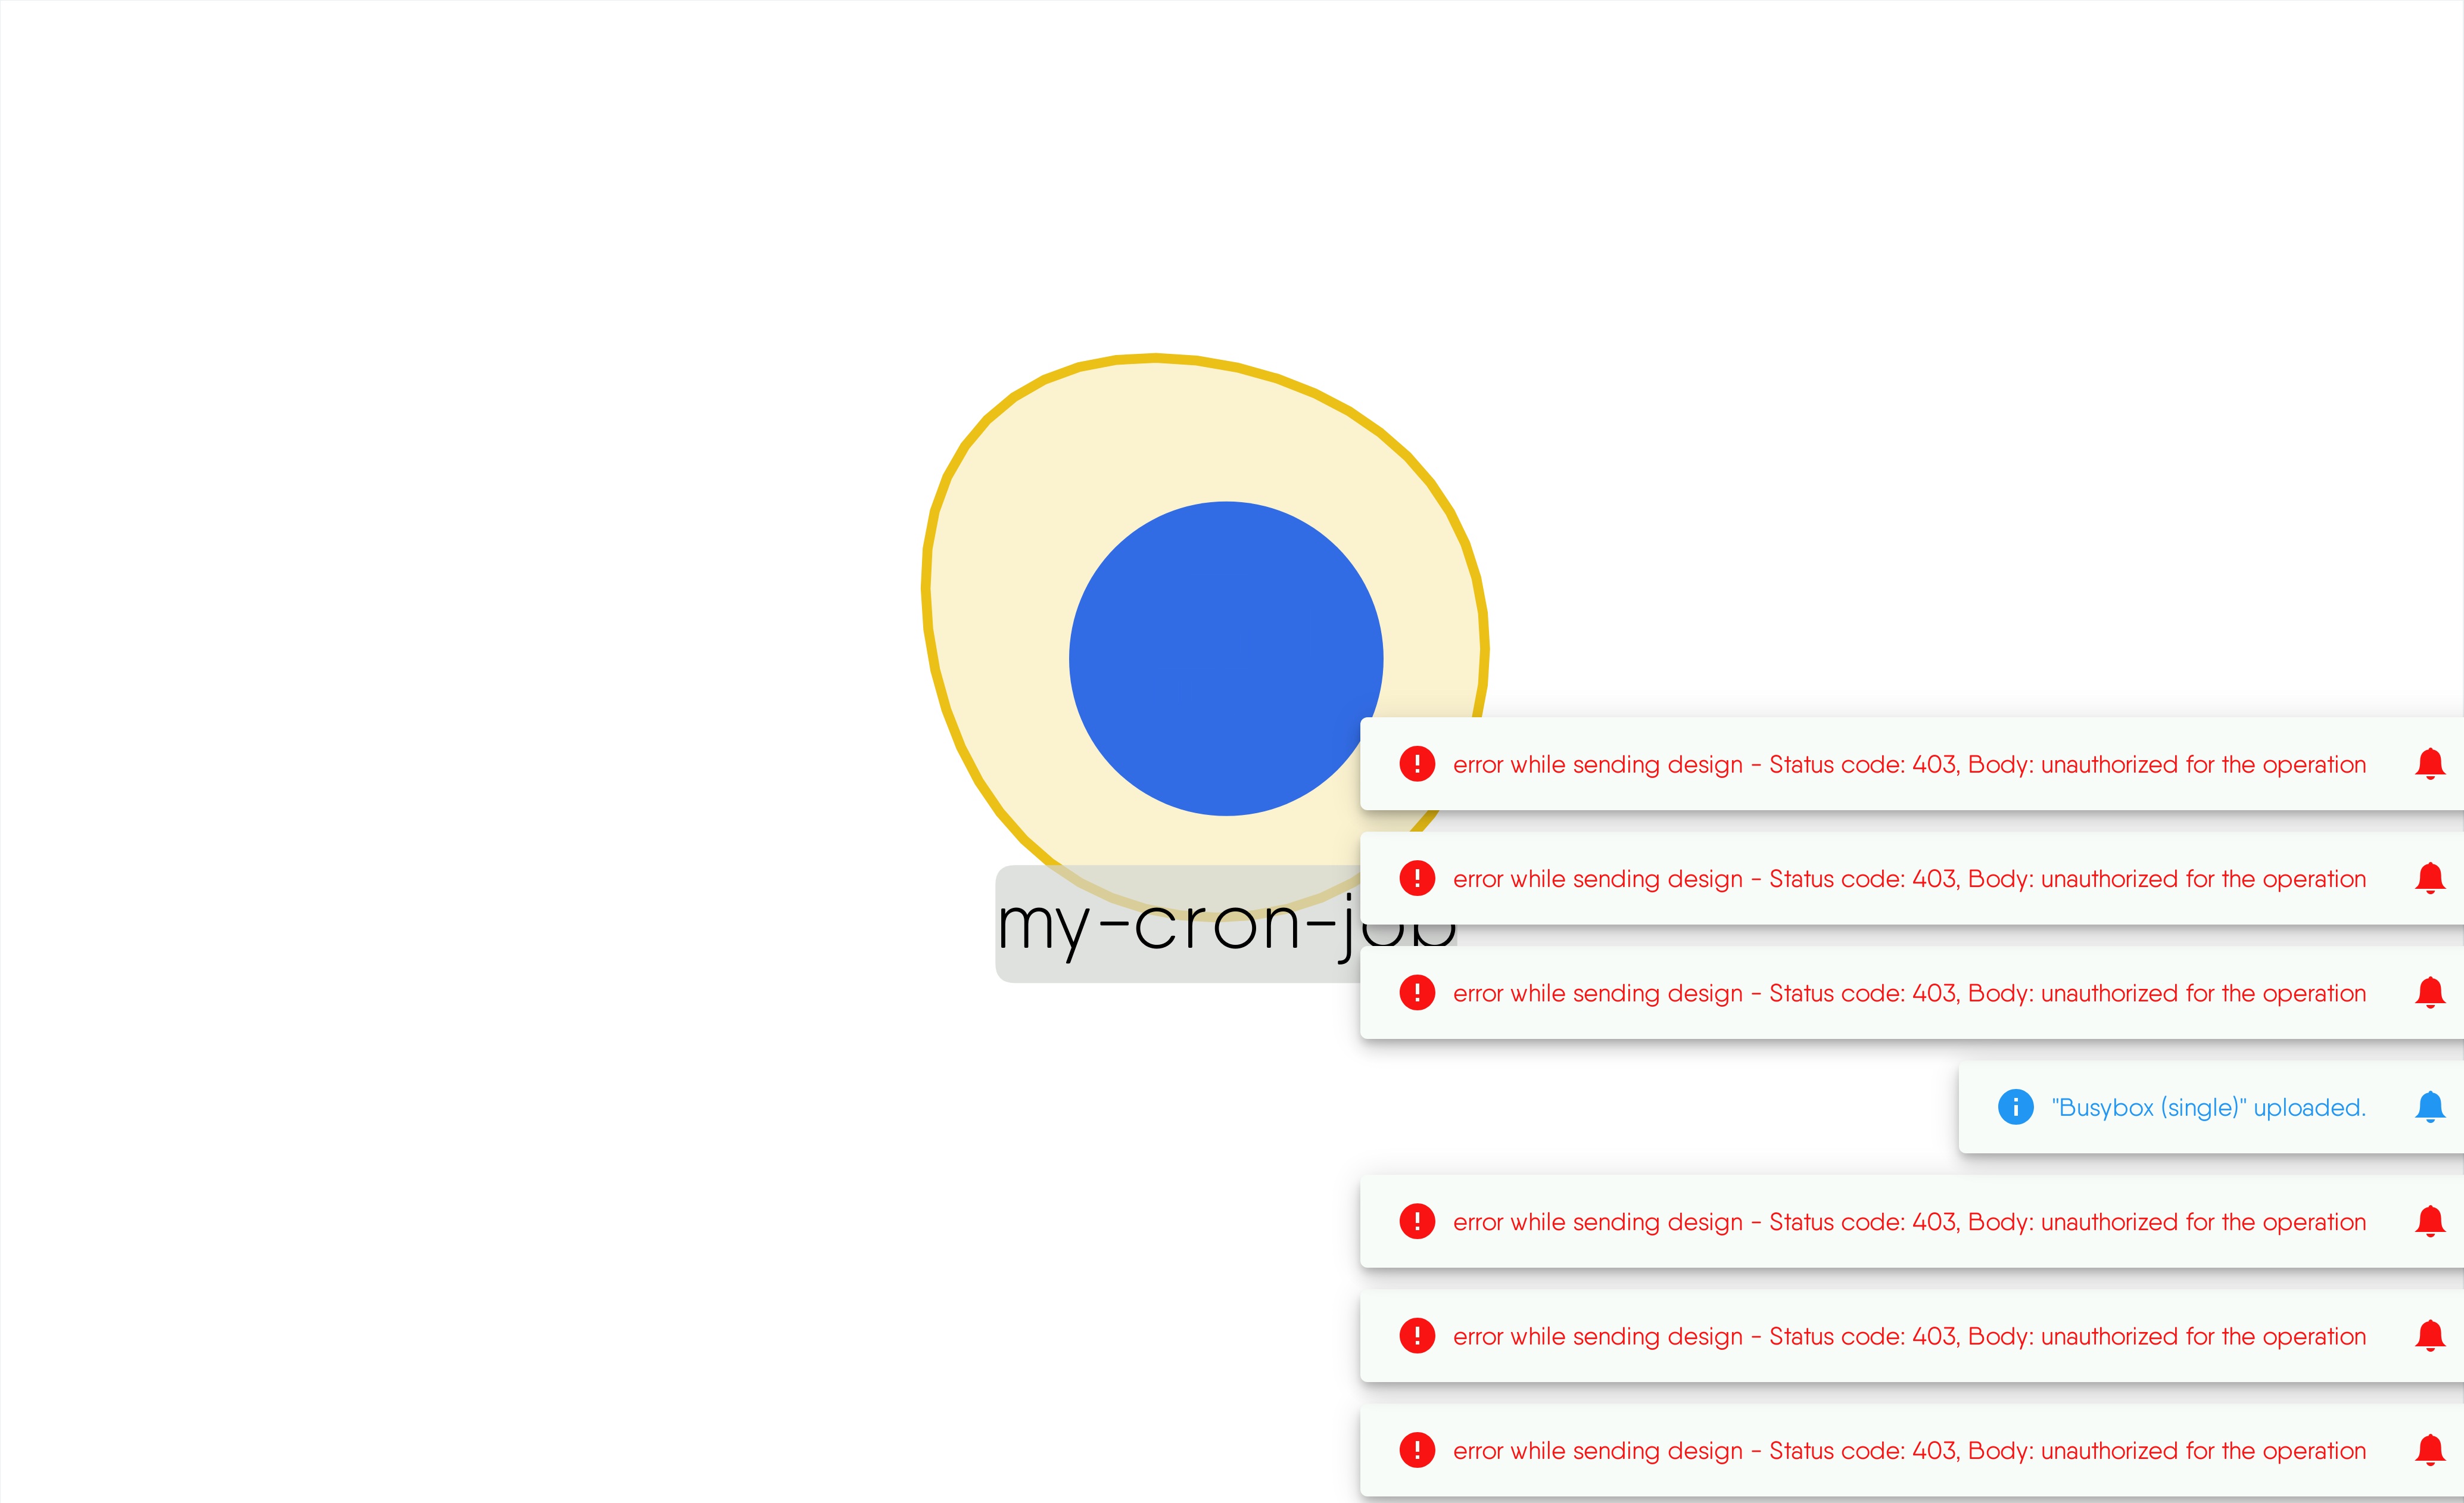 error while sending design - Status code: 403, Body: unauthorized for the operation
error while sending design - Status code: 403, Body: unauthorized for the operation
my-cron-job
error while sending design - Status code: 403, Body: unauthorized for the operation
"Busybox (single)" uploaded.
error while sending design - Status code: 403, Body: unauthorized for the operation
error while sending design - Status code: 403, Body: unauthorized for the operation
error while sending design - Status code: 403, Body: unauthorized for the operation